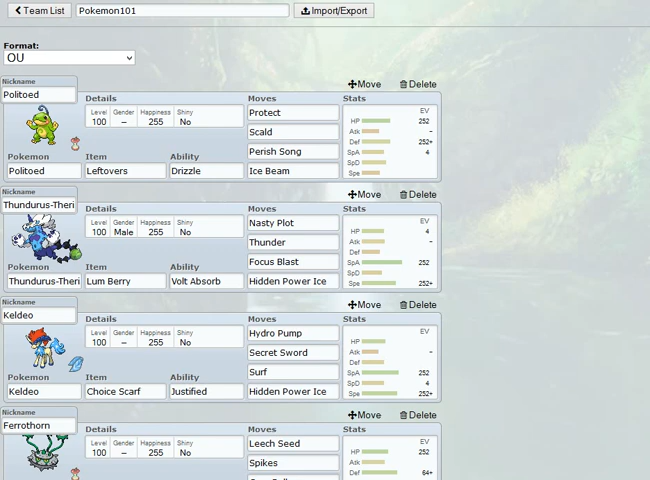 Team List Pokemon101 Import/Export
Format:
OU
Move Delete
Nickname
Politoed
Details
Level Gender Happiness Shiny
100 – 255 No
Moves
Protect
Scald
Perish Song
Ice Beam
Stats
EV
HP 252
Atk –
Def 252+
SpA 4
SpD
Spe
Pokemon Item Ability
Politoed Leftovers Drizzle
Move Delete
Nickname
Thundurus-Theri
Details
Level Gender Happiness Shiny
100 Male 255 No
Moves
Nasty Plot
Thunder
Focus Blast
Hidden Power Ice
Stats
EV
HP 4
Atk –
Def
SpA 252
SpD
Spe 252+
Pokemon Item Ability
Thundurus-Theri Lum Berry Volt Absorb
Move Delete
Nickname
Keldeo
Details
Level Gender Happiness Shiny
100 – 255 No
Moves
Hydro Pump
Secret Sword
Surf
Hidden Power Ice
Stats
EV
HP
Atk –
Def
SpA 252
SpD 4
Spe 252+
Pokemon Item Ability
Keldeo Choice Scarf Justified
Move Delete
Nickname
Ferrothorn
Details
Level Gender Happiness Shiny
100 – 255 No
Moves
Leech Seed
Spikes
Stats
EV
HP 252
Atk
Def 64+